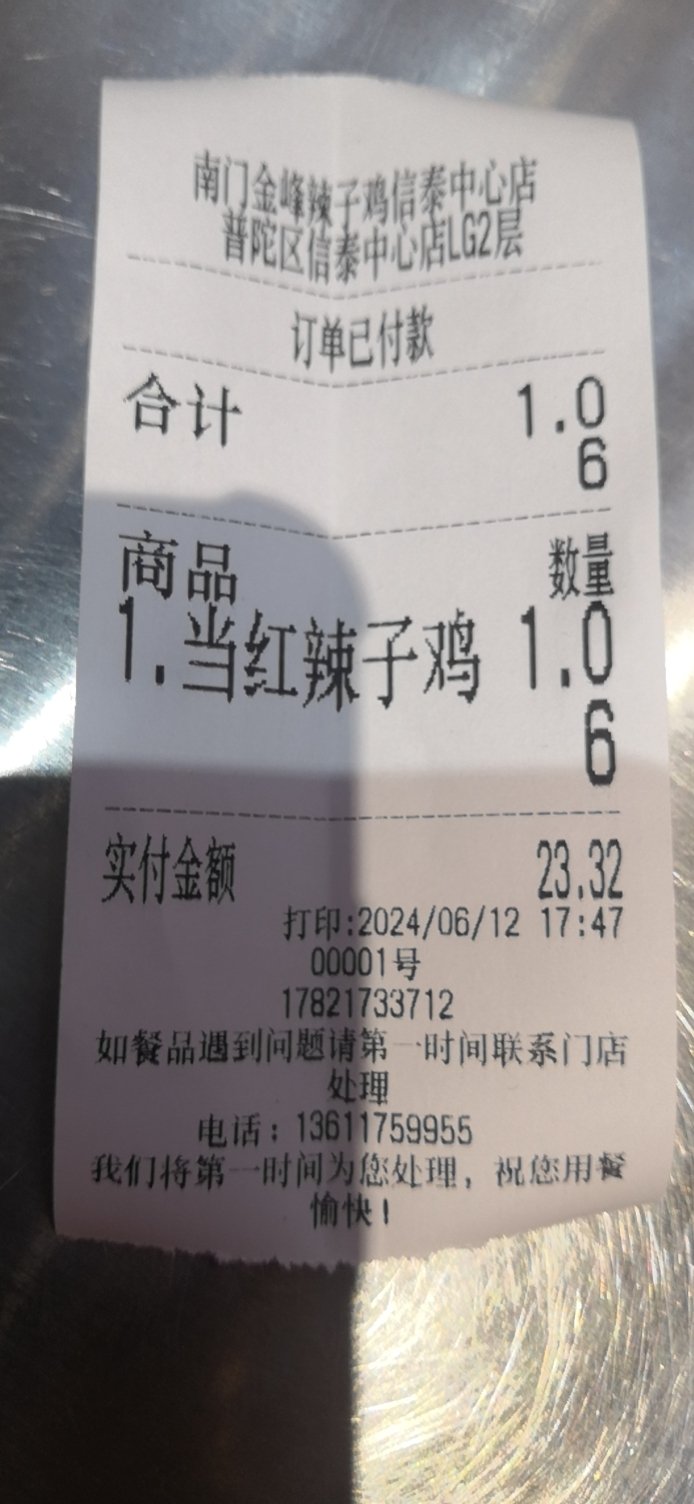 南门金峰辣子鸡信泰中心店
普陀区信泰中心店LG2层
订单已付款
合计 1.0
6
商品 数量
1.当红辣子鸡 1.0
6
实付金额 23.32
打印:2024/06/12 17:47
00001号
17821733712
如餐品遇到问题请第一时间联系门店
处理
电话：13611759955
我们将第一时间为您处理，祝您用餐
愉快！